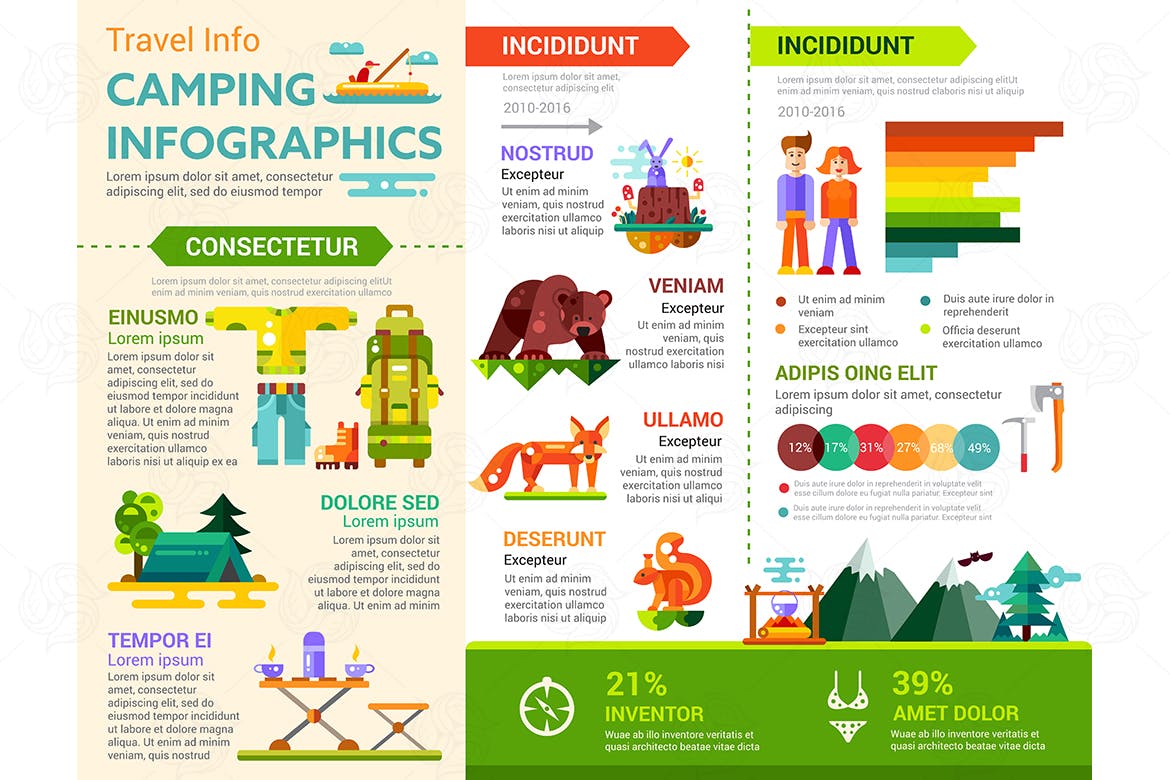 Travel Info
CAMPING
INFOGRAPHICS
Lorem ipsum dolor sit amet, consectetur
adipiscing elit, sed do eiusmod tempor
CONSECTETUR
Lorem ipsum dolor sit amet, consectetur adipiscing elitUt
enim ad minim veniam, quis nostrud exercitation ullamco
EINUSMO
Lorem ipsum
Lorem ipsum dolor sit
amet, consectetur
adipiscing elit, sed do
eiusmod tempor incididunt
ut labore et dolore magna
aliqua. Ut enim ad minim
veniam, quis nostrud
exercitation ullamco
laboris nisi ut aliquip ex ea
DOLORE SED
Lorem ipsum
Lorem ipsum dolor
sit amet, consectetur
adipiscing elit, sed do
eiusmod incididunt ut
labore et dolore magna
aliqua. Ut enim ad minim
TEMPOR EI
Lorem ipsum
Lorem ipsum dolor sit
amet, consectetur
adipiscing elit, sed do
incididunt ut labore et
dolore magna aliqua. Ut
enim ad minim veniam,
quis nostrud
INCIDIDUNT
Lorem ipsum dolor sit amet,
consectetur adipiscing elit
2010-2016
NOSTRUD
Excepteur
Ut enim ad minim
veniam, quis nostrud
exercitation ullamco
laboris nisi ut aliquip
VENIAM
Excepteur
Ut enim ad minim
veniam, quis
nostrud exercitation
ullamco laboris nisi
ULLAMO
Excepteur
Ut enim ad minim
veniam, quis nostrud
exercitation ullamco
laboris nisi ut aliqui
DESERUNT
Excepteur
Ut enim ad minim
veniam, quis nostrud
exercitation ullamco
laboris nisi ut aliquip
INCIDIDUNT
Lorem ipsum dolor sit amet, consectetur adipiscing elitUt
enim ad minim veniam, quis nostrud claboris nisi ut aliquip
2010-2016
Ut enim ad minim
veniam
Excepteur sint
exercitation ullamco
Duis aute irure dolor in
reprehenderit
Officia deserunt
exercitation ullamco
ADIPIS OING ELIT
Lorem ipsum dolor sit amet, consectetur
adipiscing
12% 17% 31% 27% 68% 49%
Duis aute irure dolor in reprehenderit in voluptate velit
esse cillum dolore eu fugiat nulla pariatur. Excepteur sint
Duis aute irure dolor in reprehenderit in voluptate velit
esse cillum dolore eu fugiat nulla pariatur. Excepteur sint
21%
INVENTOR
Wuae ab illo inventore veritatis et
quasi architecto beatae vitae dicta
39%
AMET DOLOR
Wuae ab illo inventore veritatis et
quasi architecto beatae vitae dicta